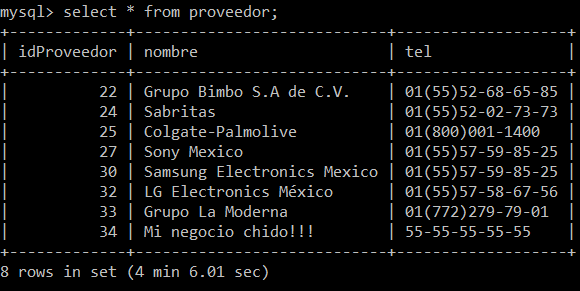 mysql> select * from proveedor;
+-------------+----------------------------+------------------+
| idProveedor | nombre                     | tel              |
+-------------+----------------------------+------------------+
|          22 | Grupo Bimbo S.A de C.V.    | 01(55)52-68-65-85 |
|          24 | Sabritas                   | 01(55)52-02-73-73 |
|          25 | Colgate-Palmolive          | 01(800)001-1400   |
|          27 | Sony Mexico                | 01(55)57-59-85-25 |
|          30 | Samsung Electronics Mexico | 01(55)57-59-85-25 |
|          32 | LG Electronics México      | 01(55)57-58-67-56 |
|          33 | Grupo La Moderna           | 01(772)279-79-01  |
|          34 | Mi negocio chido!!!        | 55-55-55-55-55    |
+-------------+----------------------------+------------------+
8 rows in set (4 min 6.01 sec)